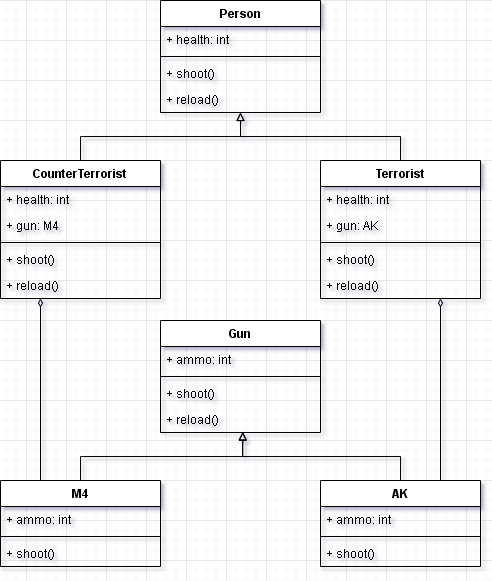 Person
+ health: int
+ shoot()
+ reload()
CounterTerrorist
+ health: int
+ gun: M4
+ shoot()
+ reload()
Terrorist
+ health: int
+ gun: AK
+ shoot()
+ reload()
Gun
+ ammo: int
+ shoot()
+ reload()
M4
+ ammo: int
+ shoot()
AK
+ ammo: int
+ shoot()